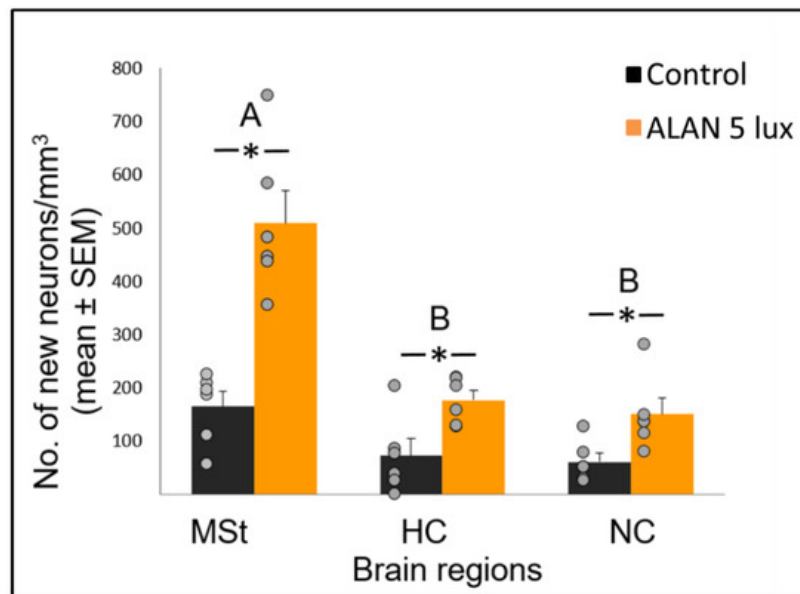 No. of new neurons/mm³
(mean ± SEM)
800
700
600
500
400
300
200
100
Control
ALAN 5 lux
A
*
B
*
B
*
MSt
HC
NC
Brain regions